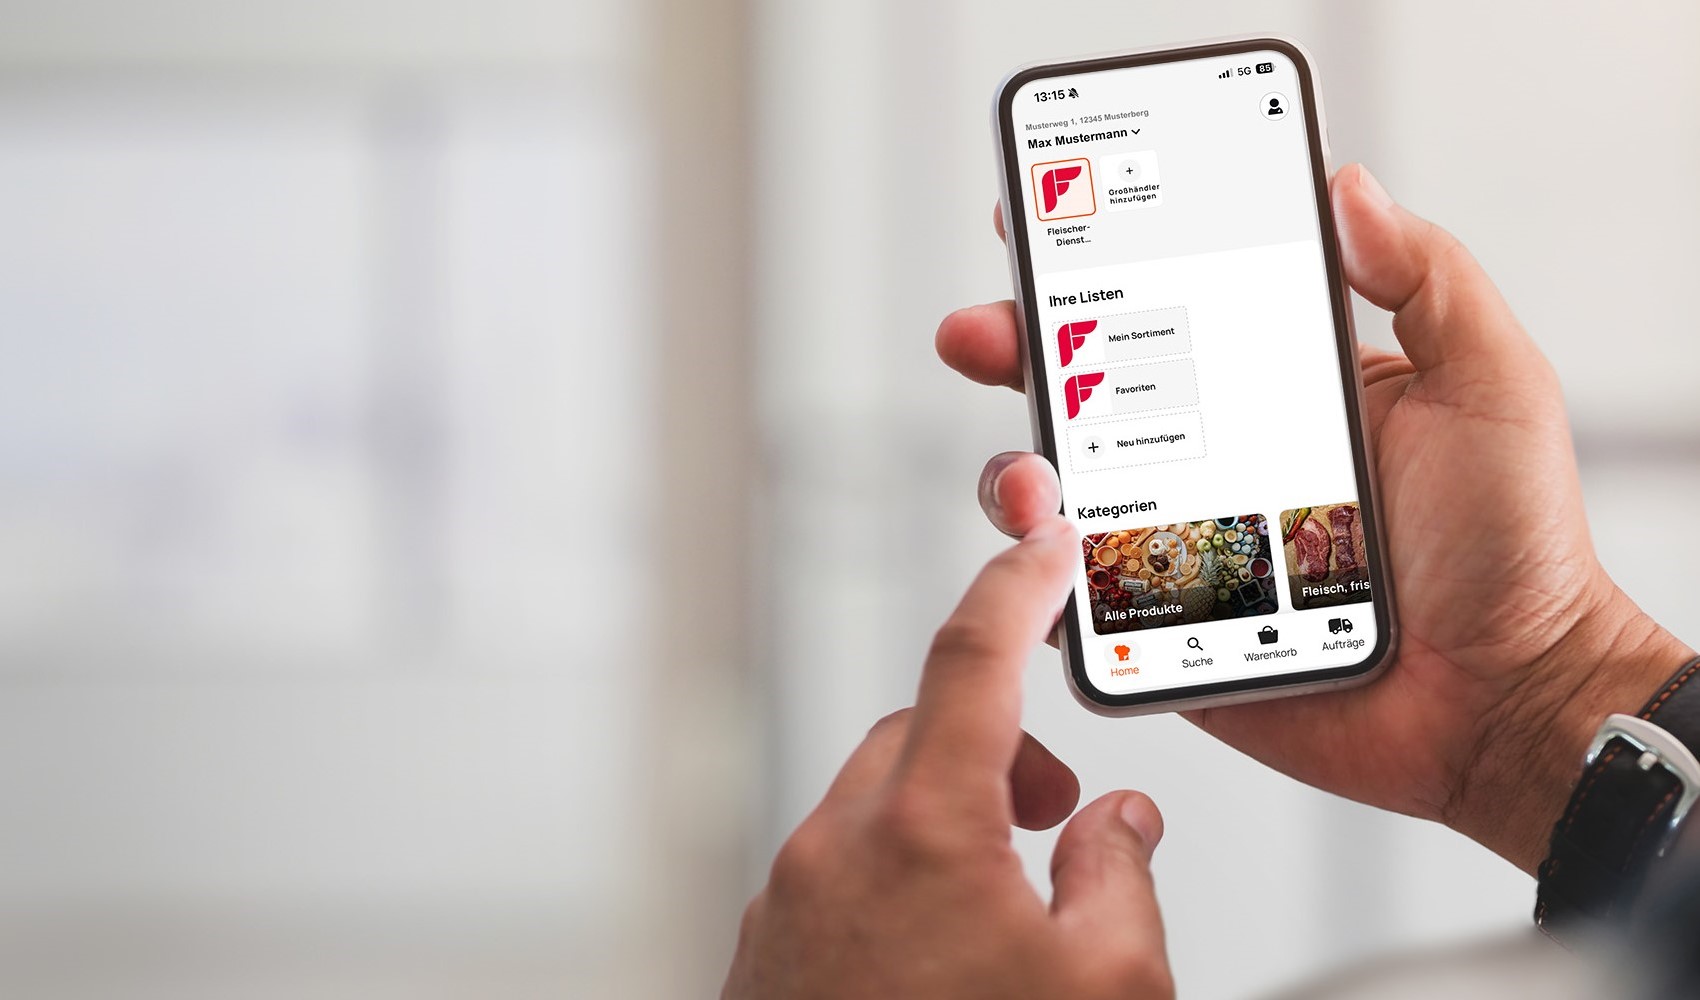 13:15
5G 85
Musterweg 1, 12345 Musterberg
Max Mustermann
Großhändler
hinzufügen
Fleischer-
Dienst...
Ihre Listen
Mein Sortiment
Favoriten
Neu hinzufügen
Kategorien
Alle Produkte
Fleisch, fris
Home
Suche
Warenkorb
Aufträge